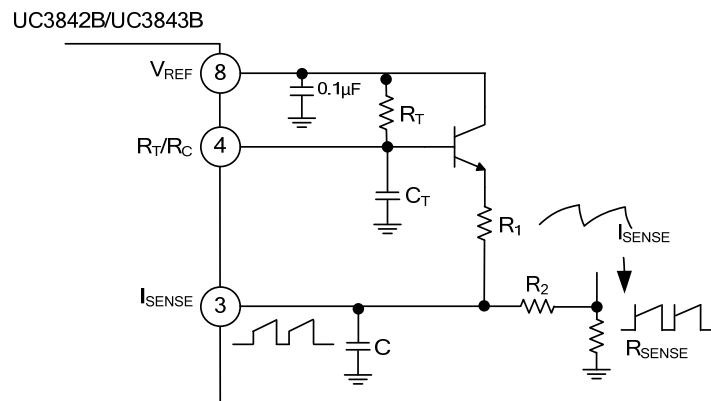 UC3842B/UC3843B
VREF
8
0.1µF
RT
RT/RC
4
CT
R1
ISENSE
ISENSE
3
R2
C
RSENSE